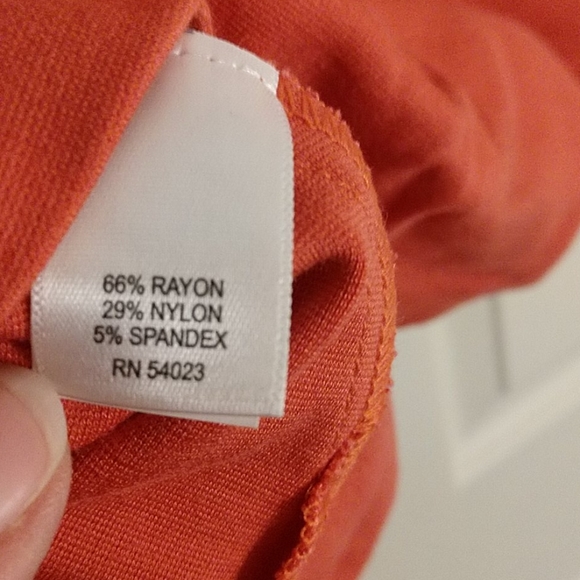 66% RAYON
29% NYLON
5% SPANDEX
RN 54023